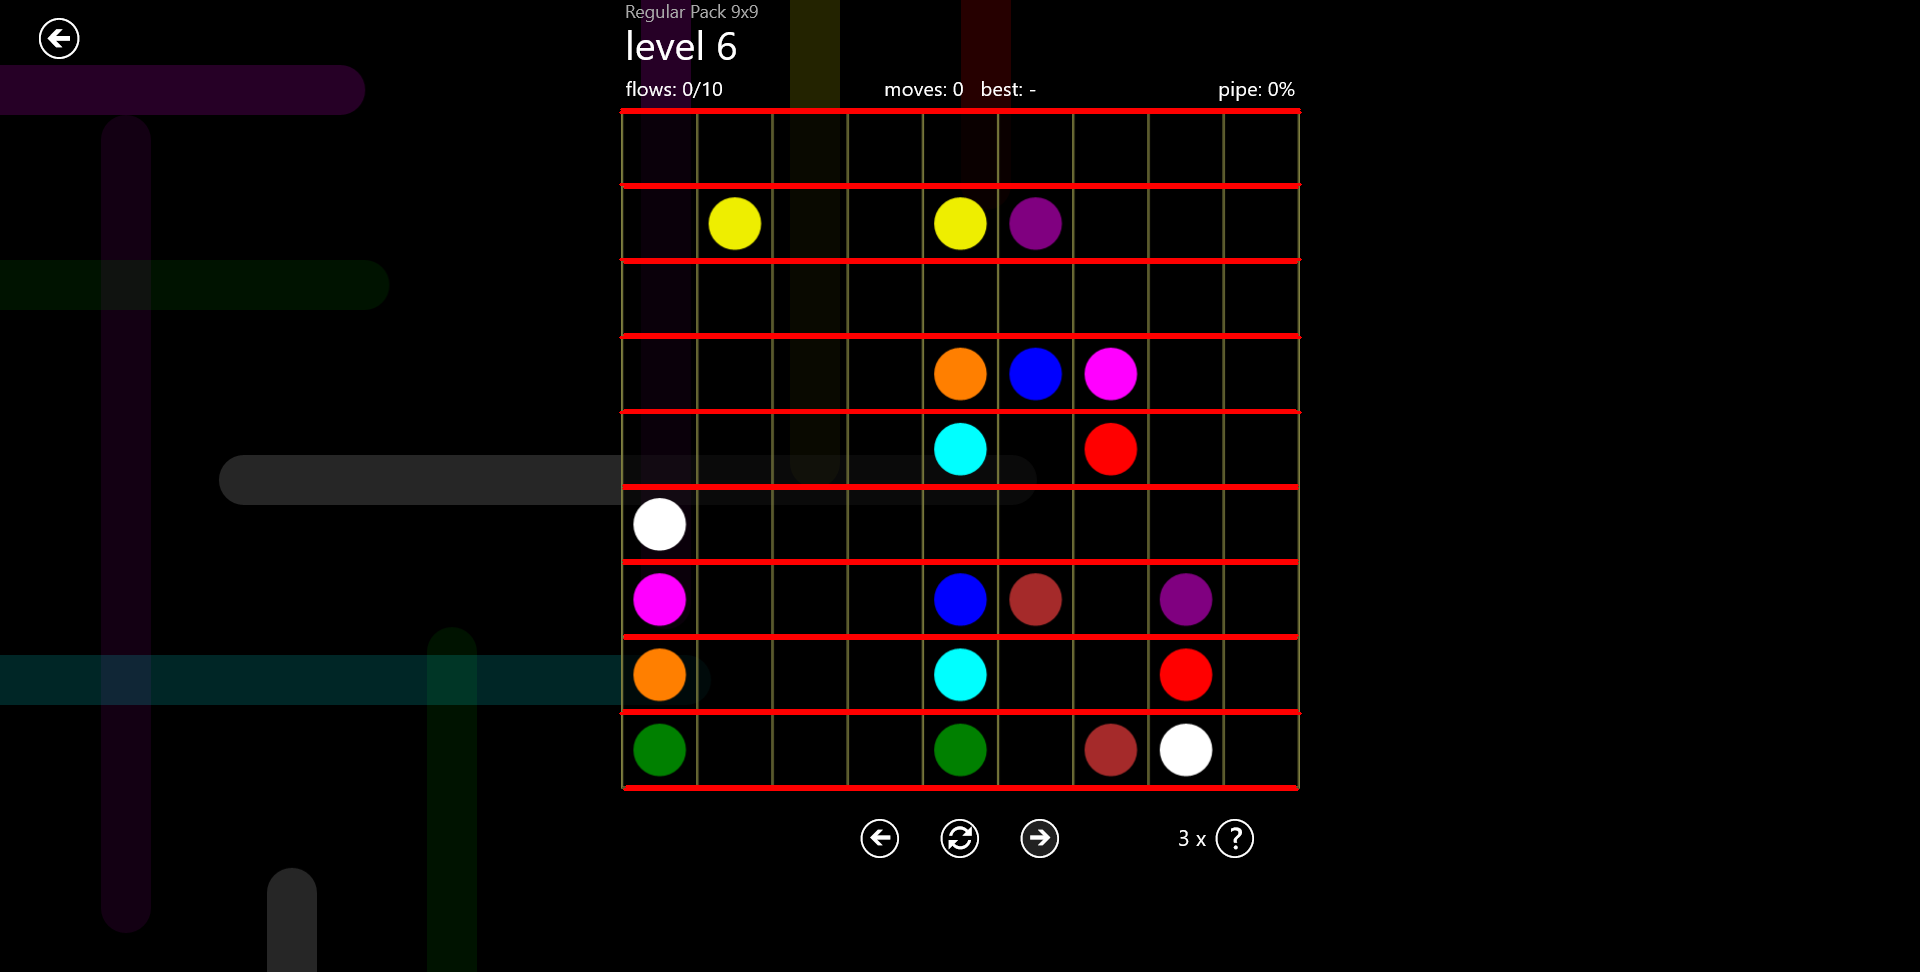 Regular Pack 9x9
level 6
flows: 0/10 moves: 0 best: - pipe: 0%
3 x ?